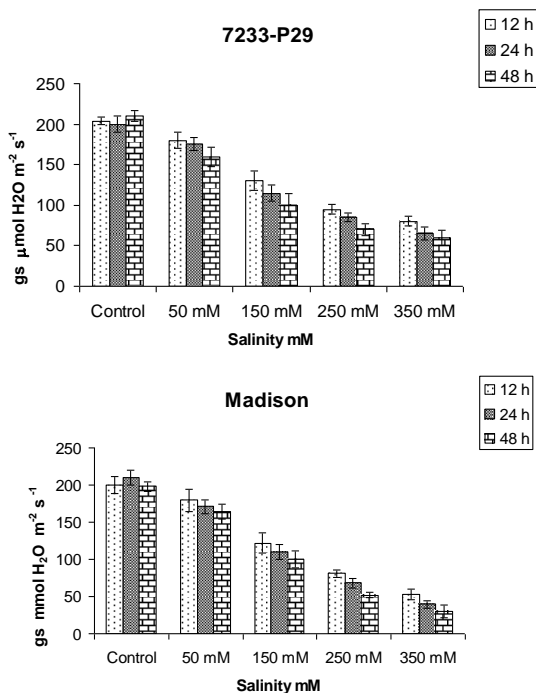 7233-P29
12 h
24 h
48 h
250
200
150
100
50
0
gs μmol H2O m-2 s-1
Control 50 mM 150 mM 250 mM 350 mM
Salinity mM
Madison
12 h
24 h
48 h
250
200
150
100
50
0
gs mmol H2O m-2 s-1
Control 50 mM 150 mM 250 mM 350 mM
Salinity mM